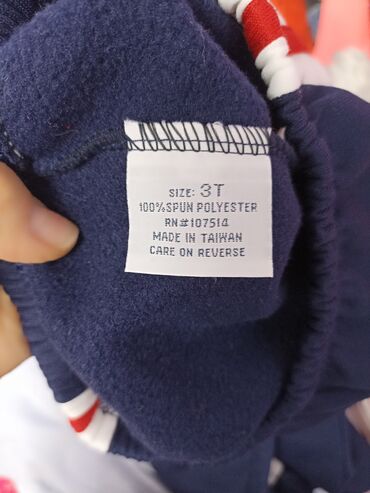 SIZE: 3T
100%SPUN POLYESTER
RN#107514
MADE IN TAIWAN
CARE ON REVERSE